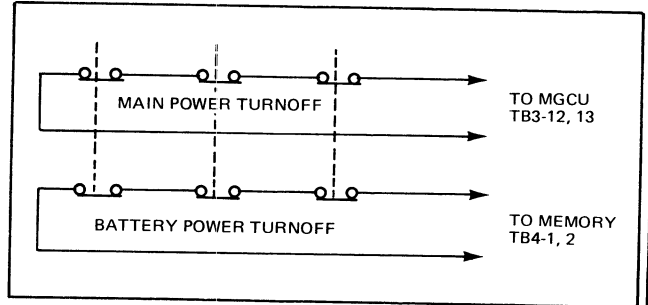 MAIN POWER TURNOFF
TO MGCU
TB3-12, 13
BATTERY POWER TURNOFF
TO MEMORY
TB4-1, 2